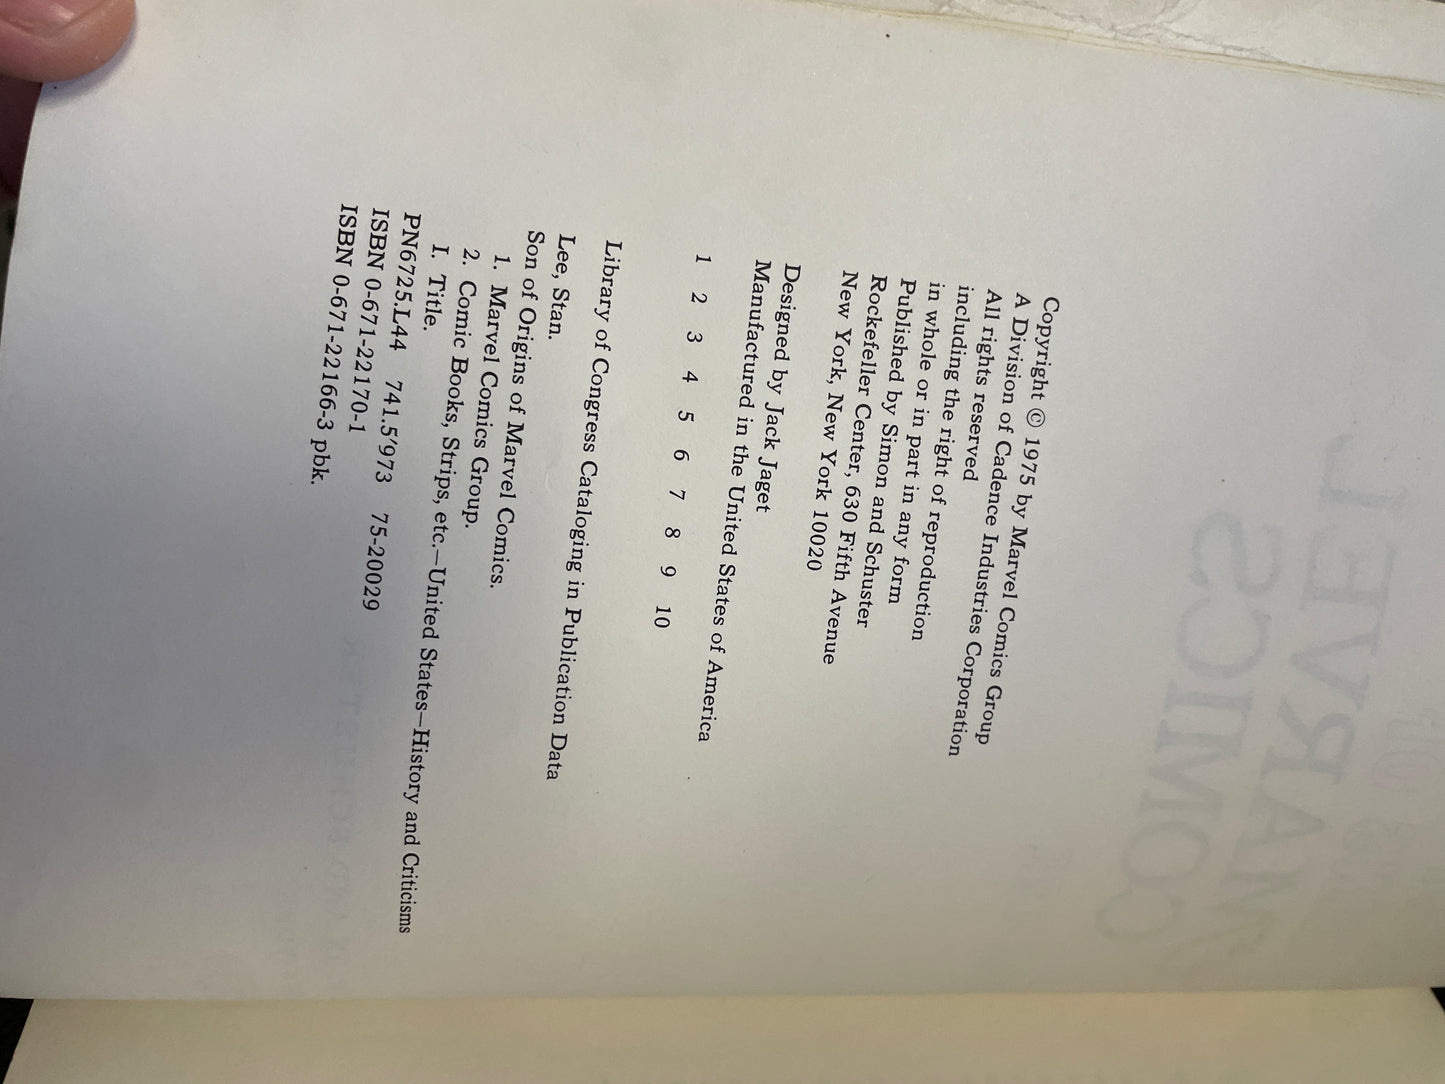 Copyright © 1975 by Marvel Comics Group
A Division of Cadence Industries Corporation
All rights reserved
including the right of reproduction
in whole or in part in any form
Published by Simon and Schuster
Rockefeller Center, 630 Fifth Avenue
New York, New York 10020
Designed by Jack Jaget
Manufactured in the United States of America
1 2 3 4 5 6 7 8 9 10
Library of Congress Cataloging in Publication Data
Lee, Stan.
Son of Origins of Marvel Comics.
1. Marvel Comics Group.
2. Comic Books, Strips, etc.—United States—History and Criticisms
I. Title.
PN6725.L44 741.5'973 75-20029
ISBN 0-671-22170-1
ISBN 0-671-22166-3 pbk.
MARVEL
COMICS